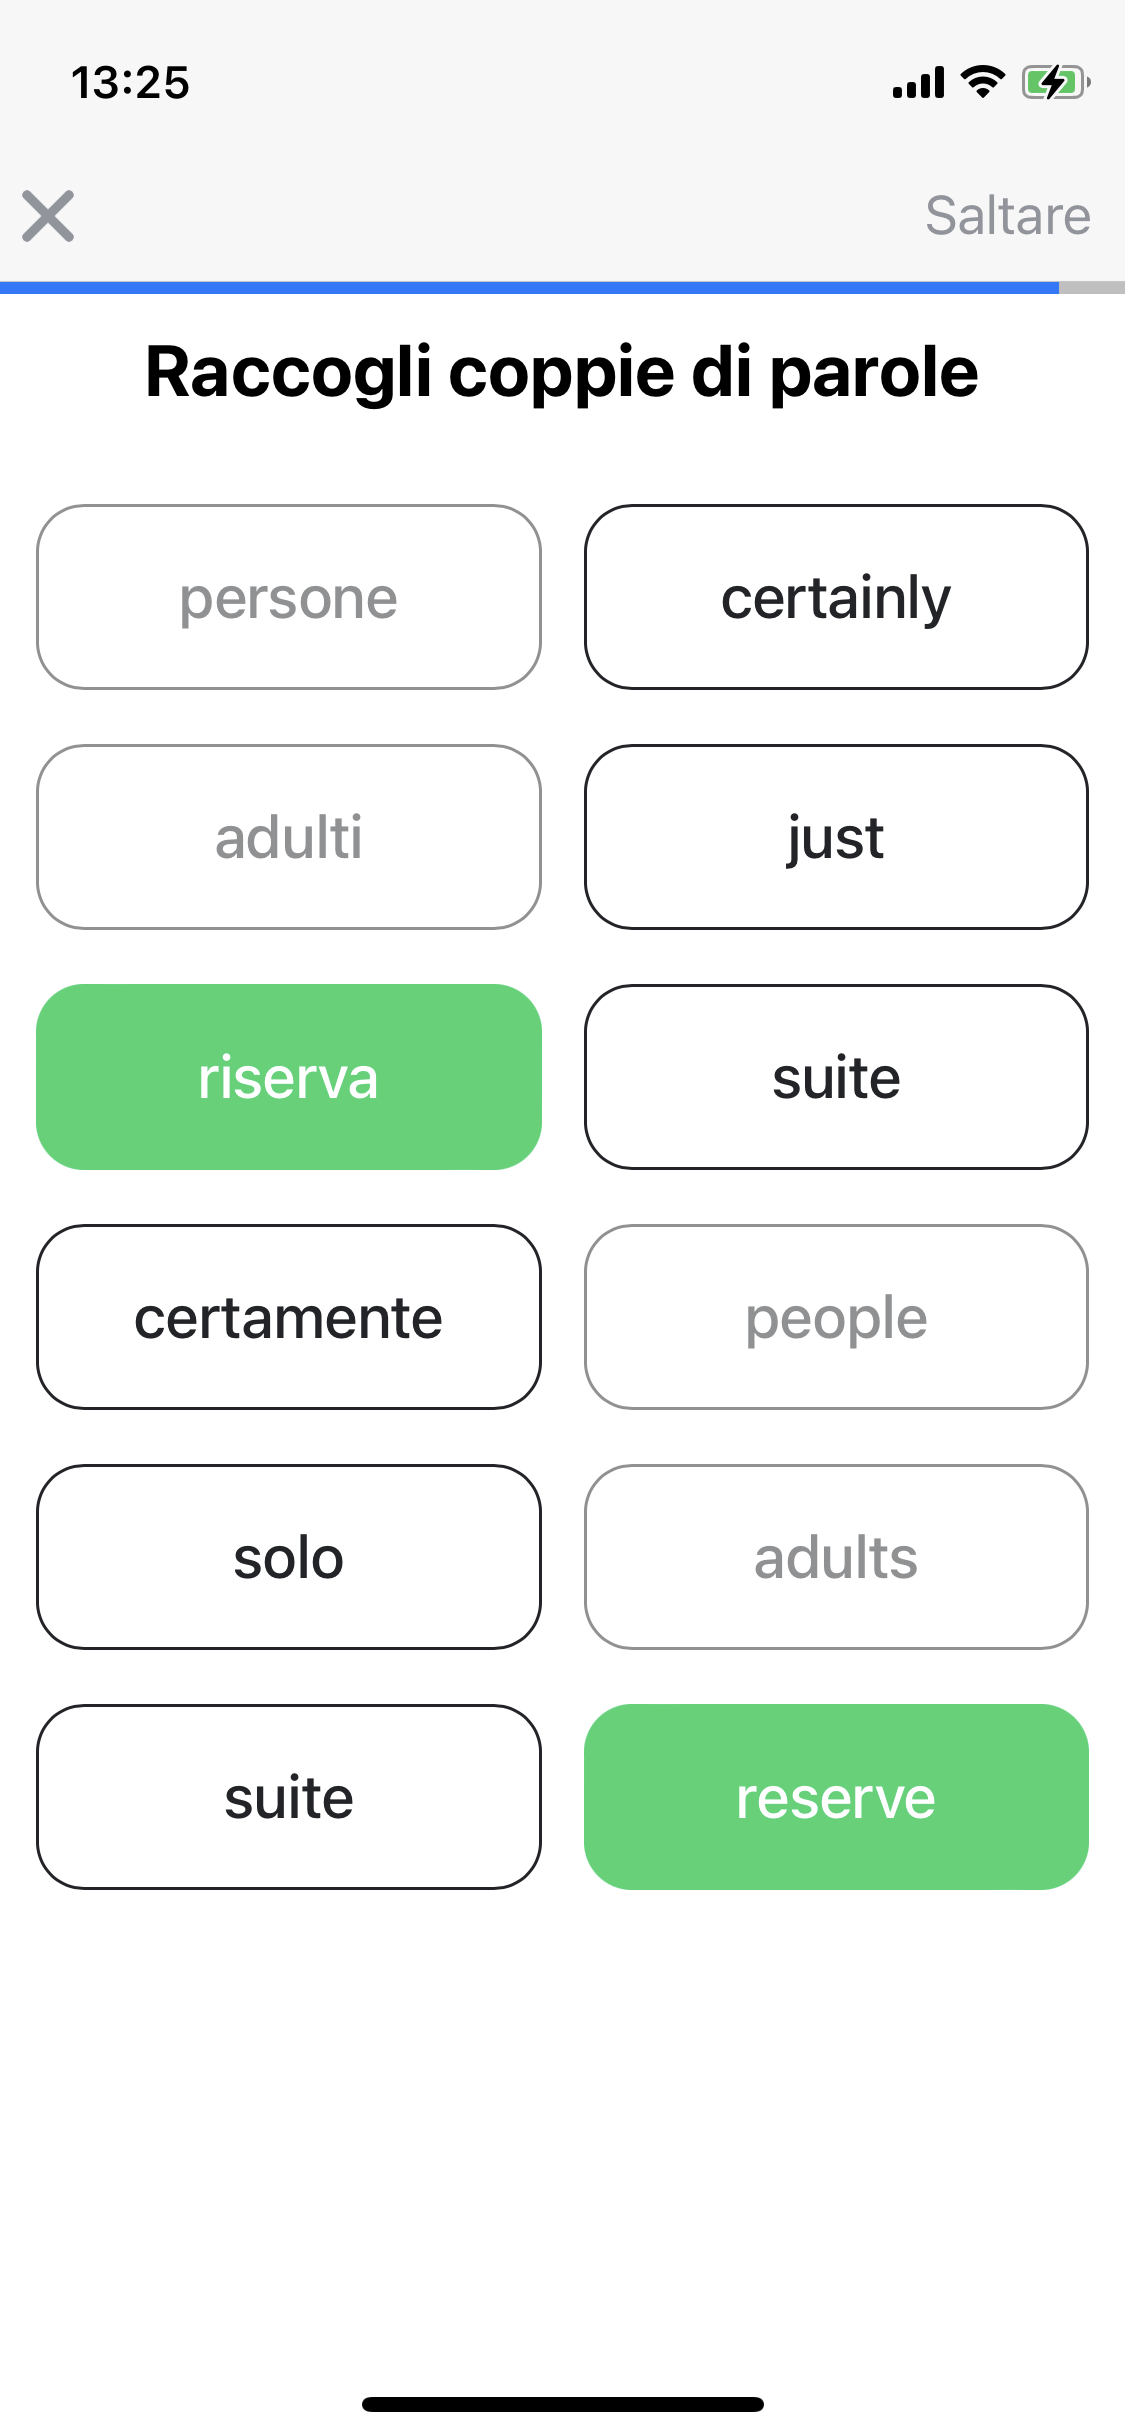 13:25
Saltare
Raccogli coppie di parole
persone
certainly
adulti
just
riserva
suite
certamente
people
solo
adults
suite
reserve